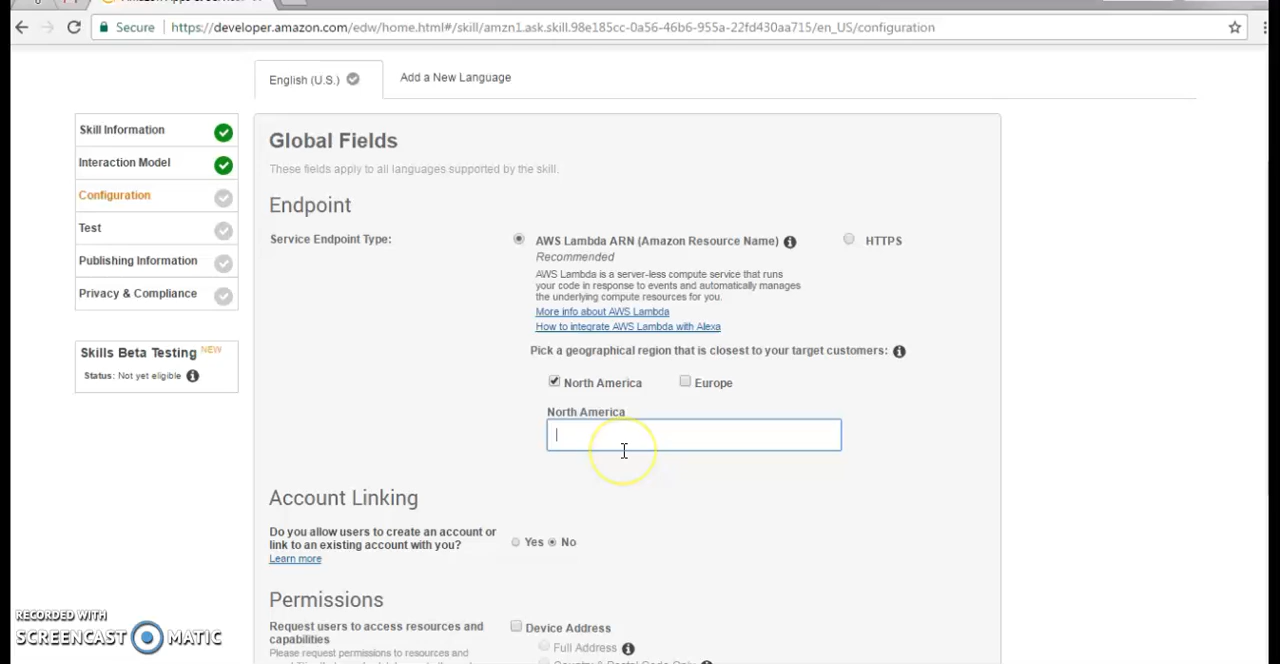 Secure https://developer.amazon.com/edw/home.html#/skill/amzn1.ask.skill.98e185cc-0a56-46b6-955a-22fd430aa715/en_US/configuration
English (U.S.) Add a New Language
Skill Information
Interaction Model
Configuration
Test
Publishing Information
Privacy & Compliance
Skills Beta Testing NEW
Status: Not yet eligible
Global Fields
These fields apply to all languages supported by the skill.
Endpoint
Service Endpoint Type:
AWS Lambda ARN (Amazon Resource Name) HTTPS
Recommended
AWS Lambda is a server-less compute service that runs
your code in response to events and automatically manages
the underlying compute resources for you.
More info about AWS Lambda
How to integrate AWS Lambda with Alexa
Pick a geographical region that is closest to your target customers:
North America Europe
North America
Account Linking
Do you allow users to create an account or
link to an existing account with you?
Yes No
Learn more
Permissions
Request users to access resources and
capabilities
Please request permissions to resources and
Device Address
Full Address
Country & Postal Code Only
RECORDED WITH
SCREENCAST MATIC